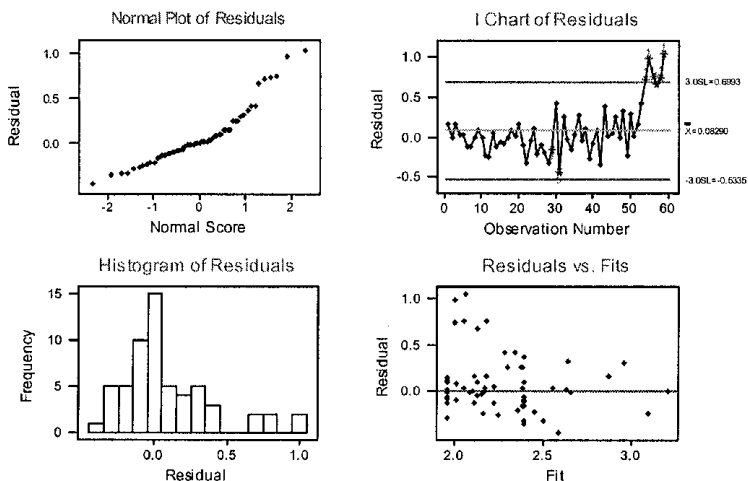 Normal Plot of Residuals
1.0
0.5
0.0
Residual
-2
-1
0
1
2
Normal Score
I Chart of Residuals
1.0
0.5
0.0
-0.5
Residual
3.0SL=0.6993
X=0.08290
-3.0SL=-0.5335
0
10
20
30
40
50
60
Observation Number
Histogram of Residuals
15
10
5
0
Frequency
0.0
0.5
1.0
Residual
Residuals vs. Fits
1.0
0.5
0.0
Residual
2.0
2.5
3.0
Fit